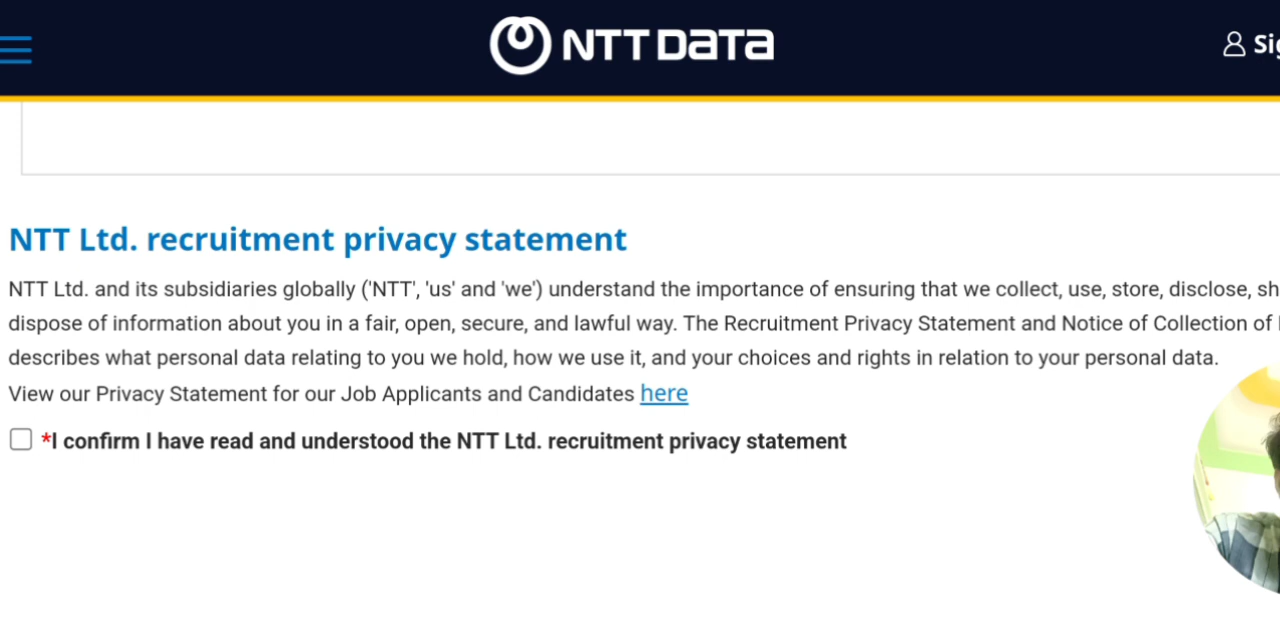 NTT DATA
NTT Ltd. recruitment privacy statement
NTT Ltd. and its subsidiaries globally ('NTT', 'us' and 'we') understand the importance of ensuring that we collect, use, store, disclose,
dispose of information about you in a fair, open, secure, and lawful way. The Recruitment Privacy Statement and Notice of Collection of
describes what personal data relating to you we hold, how we use it, and your choices and rights in relation to your personal data.
View our Privacy Statement for our Job Applicants and Candidates here
*I confirm I have read and understood the NTT Ltd. recruitment privacy statement